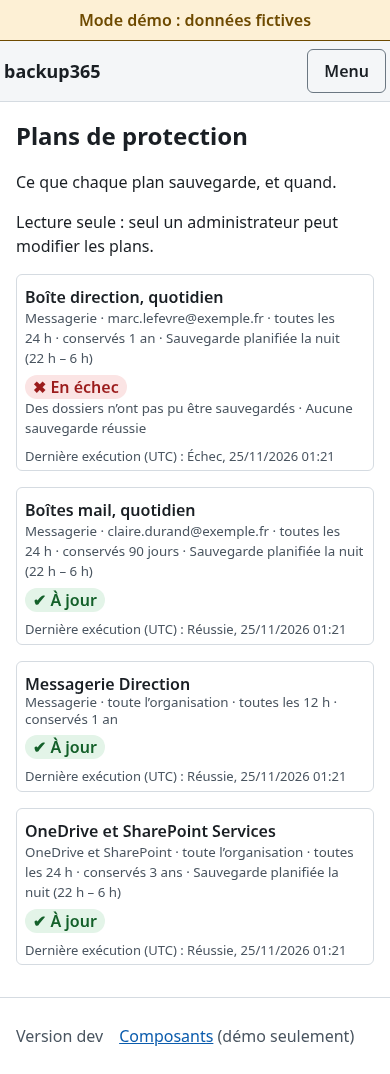 Mode démo : données fictives
backup365
Menu
Plans de protection
Ce que chaque plan sauvegarde, et quand.
Lecture seule : seul un administrateur peut
modifier les plans.
Boîte direction, quotidien
Messagerie · marc.lefevre@exemple.fr · toutes les
24 h · conservés 1 an · Sauvegarde planifiée la nuit
(22 h – 6 h)
✖ En échec
Des dossiers n’ont pas pu être sauvegardés · Aucune
sauvegarde réussie
Dernière exécution (UTC) : Échec, 25/11/2026 01:21
Boîtes mail, quotidien
Messagerie · claire.durand@exemple.fr · toutes les
24 h · conservés 90 jours · Sauvegarde planifiée la nuit
(22 h – 6 h)
✔ À jour
Dernière exécution (UTC) : Réussie, 25/11/2026 01:21
Messagerie Direction
Messagerie · toute l’organisation · toutes les 12 h ·
conservés 1 an
✔ À jour
Dernière exécution (UTC) : Réussie, 25/11/2026 01:21
OneDrive et SharePoint Services
OneDrive et SharePoint · toute l’organisation · toutes
les 24 h · conservés 3 ans · Sauvegarde planifiée la
nuit (22 h – 6 h)
✔ À jour
Dernière exécution (UTC) : Réussie, 25/11/2026 01:21
Version dev Composants (démo seulement)